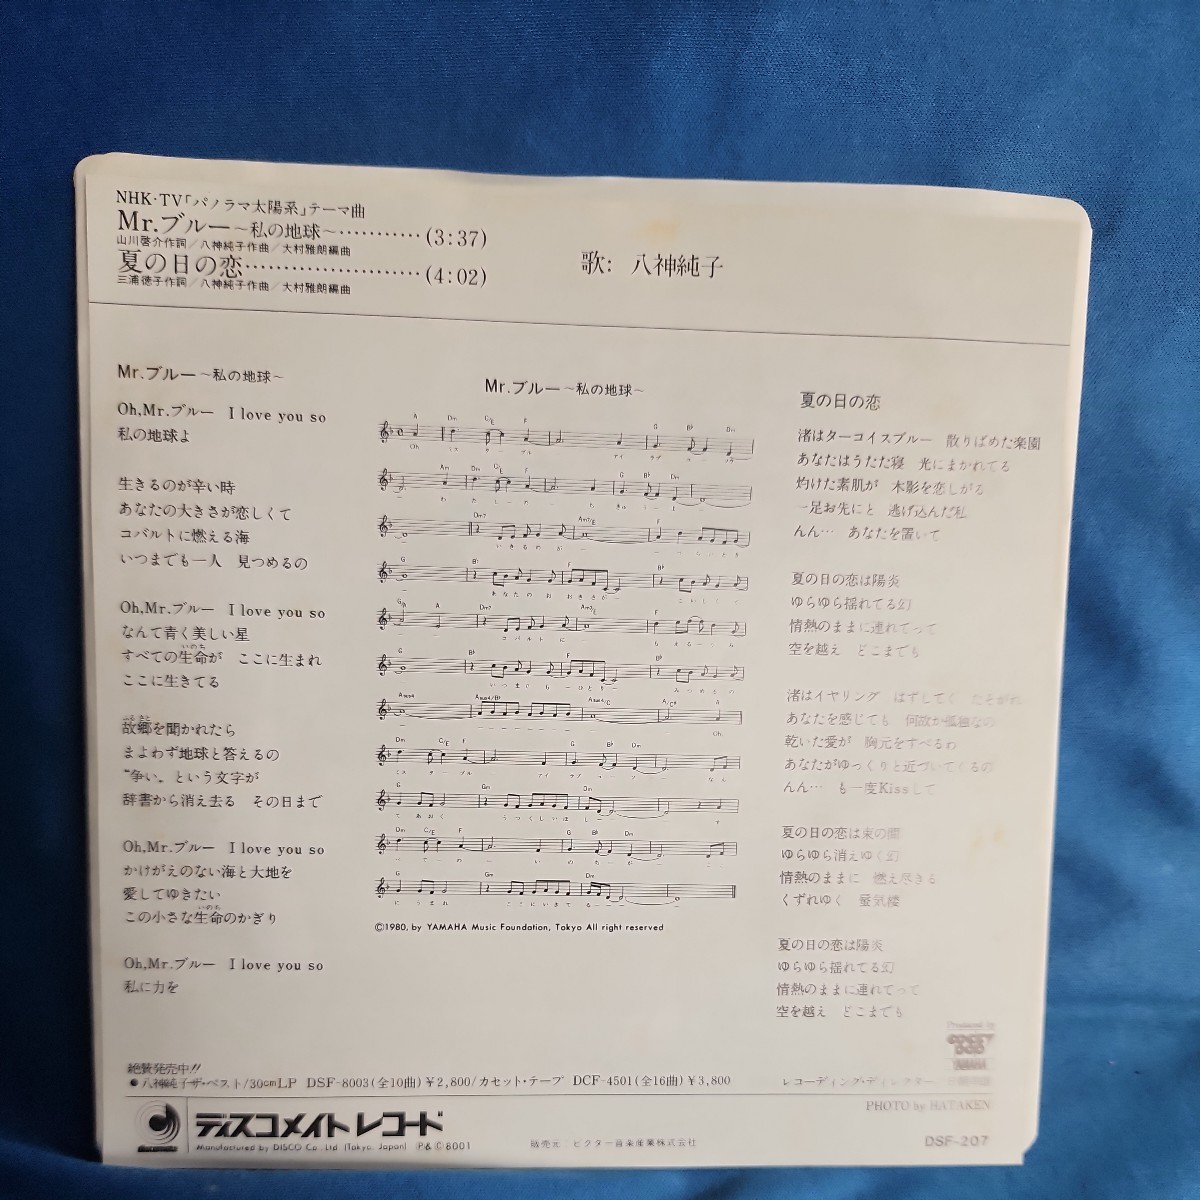 NHK・TV「パノラマ太陽系」テーマ曲
Mr.ブルー～私の地球～…………(3:37)
山川啓介作詞／八神純子作曲／大村雅朗編曲
夏の日の恋……………………(4:02)
三浦徳子作詞／八神純子作曲／大村雅朗編曲
歌: 八神純子
Mr.ブルー～私の地球～
Oh,Mr.ブルー I love you so
私の地球よ
生きるのが辛い時
あなたの大きさが恋しくて
コバルトに燃える海
いつまでも一人 見つめるの
Oh,Mr.ブルー I love you so
なんて青く美しい星
すべての生命が ここに生まれ
ここに生きてる
故郷を聞かれたら
まよわず地球と答えるの
〝争い〟という文字が
辞書から消え去る その日まで
Oh,Mr.ブルー I love you so
かけがえのない海と大地を
愛してゆきたい
この小さな生命のかぎり
Oh,Mr.ブルー I love you so
私に力を
Mr.ブルー～私の地球～
©1980, by YAMAHA Music Foundation, Tokyo All right reserved
夏の日の恋
渚はターコイスブルー 散りばめた楽園
あなたはうたた寝 光にまかれてる
灼けた素肌が 木影を恋しがる
一足お先にと 逃げ込んだ私
んん… あなたを置いて
夏の日の恋は陽炎
ゆらゆら揺れてる幻
情熱のままに連れてって
空を越え どこまでも
渚はイヤリング はずしてく たそがれ
あなたを感じても 何故か孤独なの
乾いた愛が 胸元をすべるわ
あなたがゆっくりと近づいてくるの
んん… も一度Kissして
夏の日の恋は束の間
ゆらゆら消えゆく幻
情熱のままに 燃え尽きる
くずれゆく 蜃気楼
夏の日の恋は陽炎
ゆらゆら揺れてる幻
情熱のままに連れてって
空を越え どこまでも
Produced by
レコーディング・ディレクター
PHOTO by HATAKEN
絶賛発売中!!
●八神純子ザ・ベスト/30cmLP DSF-8003(全10曲)¥2,800/カセット・テープ DCF-4501(全16曲)¥3,800
ディスコメイト レコード
Manufactured by DISCO Co. Ltd (Tokyo. Japan) Ⓟ&Ⓒ8001
販売元 ビクター音楽産業株式会社
DSF-207